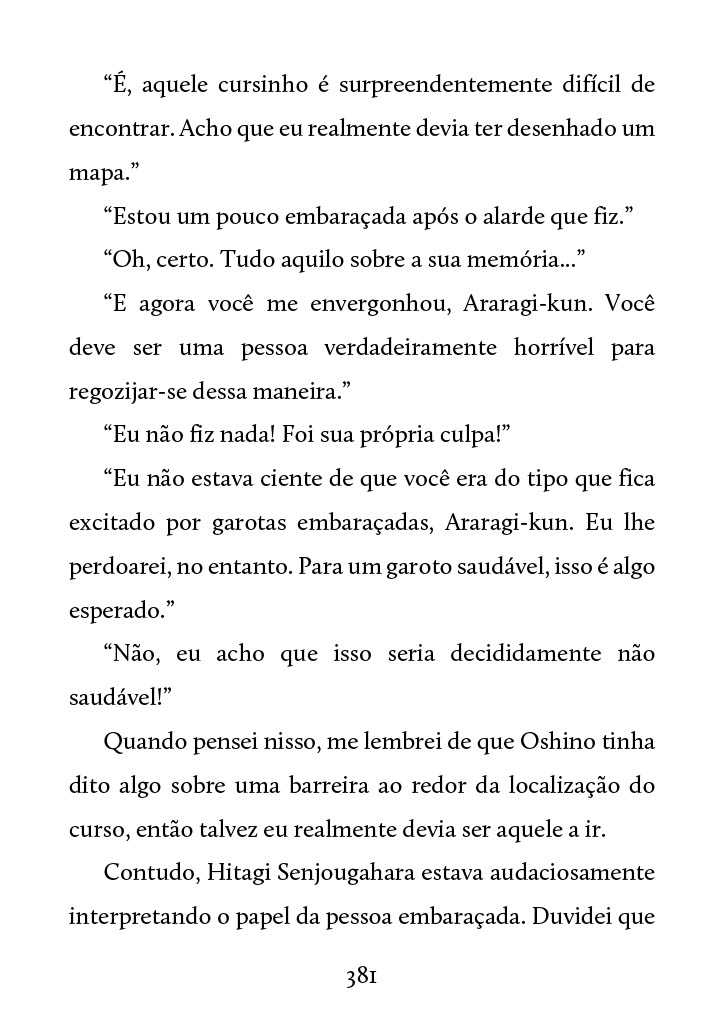 “É, aquele cursinho é surpreendentemente difícil de
encontrar. Acho que eu realmente devia ter desenhado um
mapa.”
“Estou um pouco embaraçada após o alarde que fiz.”
“Oh, certo. Tudo aquilo sobre a sua memória...”
“E agora você me envergonhou, Araragi-kun. Você
deve ser uma pessoa verdadeiramente horrível para
regozijar-se dessa maneira.”
“Eu não fiz nada! Foi sua própria culpa!”
“Eu não estava ciente de que você era do tipo que fica
excitado por garotas embaraçadas, Araragi-kun. Eu lhe
perdoarei, no entanto. Para um garoto saudável, isso é algo
esperado.”
“Não, eu acho que isso seria decididamente não
saudável!”
Quando pensei nisso, me lembrei de que Oshino tinha
dito algo sobre uma barreira ao redor da localização do
curso, então talvez eu realmente devia ser aquele a ir.
Contudo, Hitagi Senjougahara estava audaciosamente
interpretando o papel da pessoa embaraçada. Duvidei que
381